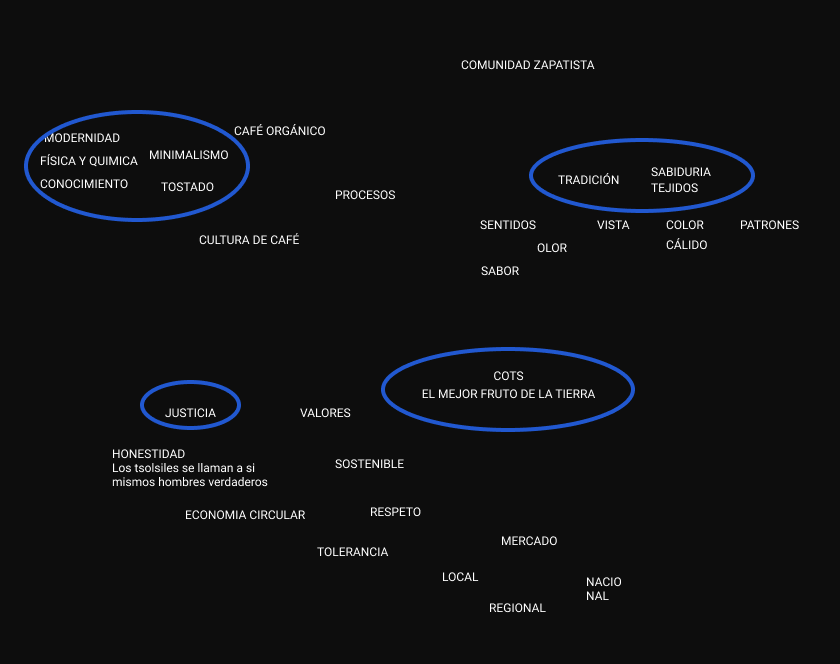 COMUNIDAD ZAPATISTA
MODERNIDAD
FÍSICA Y QUIMICA
CONOCIMIENTO
MINIMALISMO
TOSTADO
CAFÉ ORGÁNICO
PROCESOS
CULTURA DE CAFÉ
TRADICIÓN
SABIDURIA
TEJIDOS
SENTIDOS
VISTA
COLOR
PATRONES
OLOR
CÁLIDO
SABOR
COTS
EL MEJOR FRUTO DE LA TIERRA
JUSTICIA
VALORES
HONESTIDAD
Los tsolsiles se llaman a si
mismos hombres verdaderos
SOSTENIBLE
ECONOMIA CIRCULAR
RESPETO
TOLERANCIA
MERCADO
LOCAL
NACIO
NAL
REGIONAL